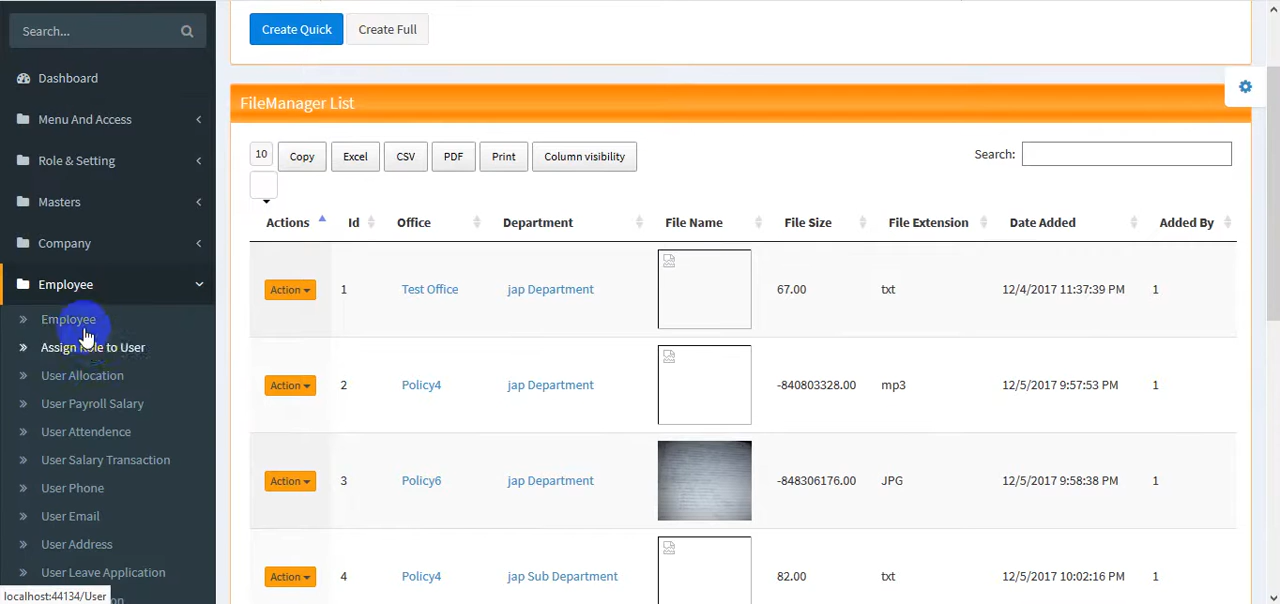 Search...
Dashboard
Menu And Access
Role & Setting
Masters
Company
Employee
Employee
Assign Role to User
User Allocation
User Payroll Salary
User Attendence
User Salary Transaction
User Phone
User Email
User Address
User Leave Application
localhost:44134/User
Create Quick Create Full
FileManager List
10 Copy Excel CSV PDF Print Column visibility Search:
Actions Id Office Department File Name File Size File Extension Date Added Added By
Action 1 Test Office jap Department 67.00 txt 12/4/2017 11:37:39 PM 1
Action 2 Policy4 jap Department -840803328.00 mp3 12/5/2017 9:57:53 PM 1
Action 3 Policy6 jap Department -848306176.00 JPG 12/5/2017 9:58:38 PM 1
Action 4 Policy4 jap Sub Department 82.00 txt 12/5/2017 10:02:16 PM 1